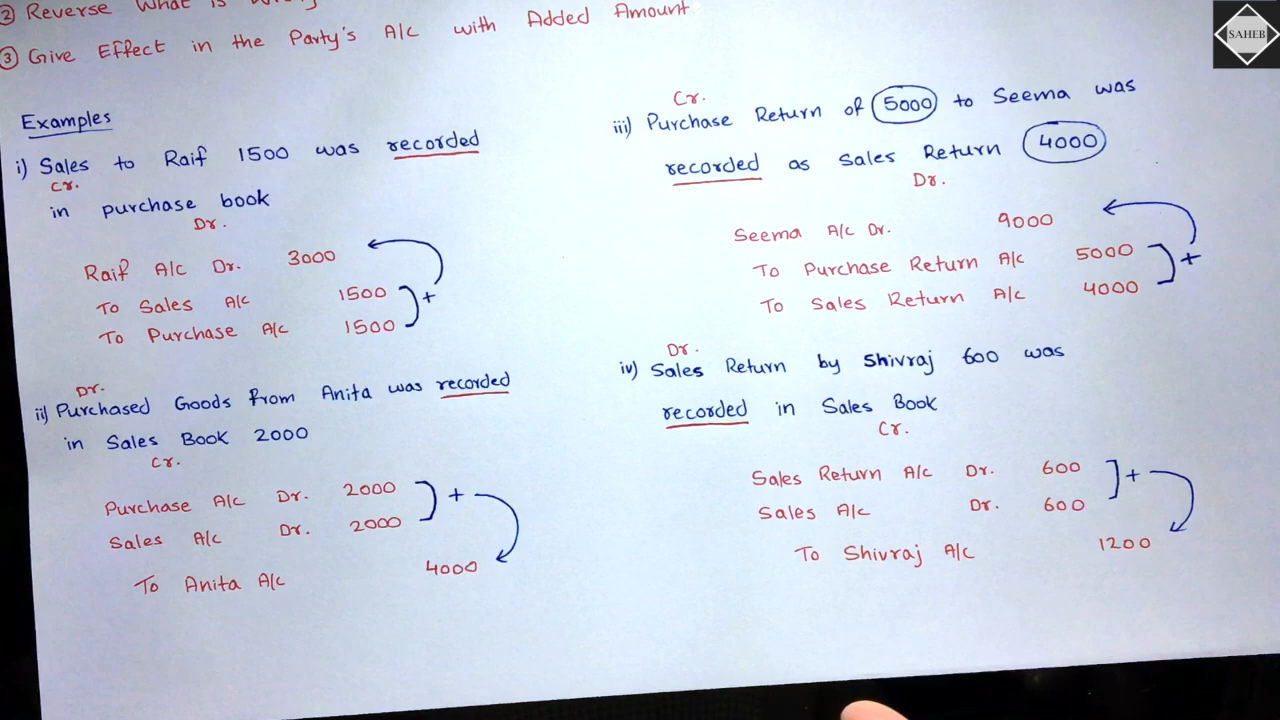 ② Reverse What is
③ Give Effect in the Party's A/c with Added Amount
SAHEB
Examples
i) Sales to Raif 1500 was recorded
Cr.
in purchase book
Dr.
Raif A/c Dr. 3000
To Sales A/c 1500
To Purchase A/c 1500
+
Dr.
ii) Purchased Goods from Anita was recorded
in Sales Book 2000
Cr.
Purchase A/c Dr. 2000
Sales A/c Dr. 2000
+
To Anita A/c 4000
Cr.
iii) Purchase Return of 5000 to Seema was
recorded as Sales Return 4000
Dr.
Seema A/c Dr. 9000
To Purchase Return A/c 5000
To Sales Return A/c 4000
+
Dr.
iv) Sales Return by Shivraj 600 was
recorded in Sales Book
Cr.
Sales Return A/c Dr. 600
Sales A/c Dr. 600
+
To Shivraj A/c 1200